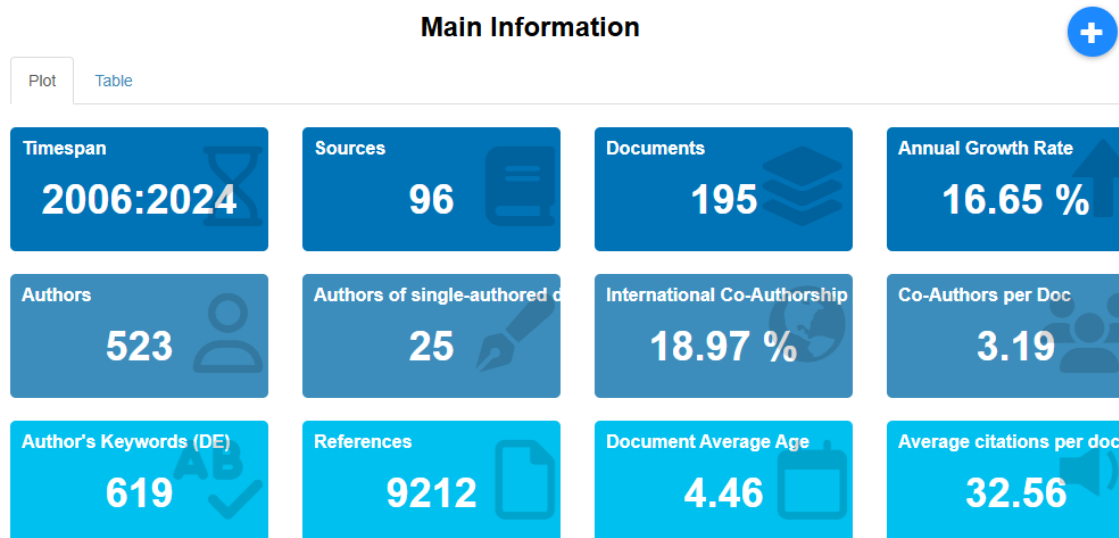 Main Information
Plot
Table
Timespan
2006:2024
Sources
96
Documents
195
Annual Growth Rate
16.65 %
Authors
523
Authors of single-authored d
25
International Co-Authorship
18.97 %
Co-Authors per Doc
3.19
Author's Keywords (DE)
619
References
9212
Document Average Age
4.46
Average citations per doc
32.56
AB